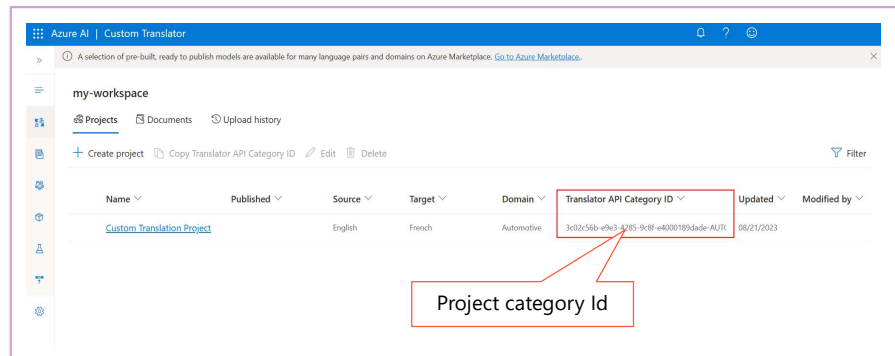 Azure AI | Custom Translator
A selection of pre-built, ready to publish models are available for many language pairs and domains on Azure Marketplace. Go to Azure Marketplace..
my-workspace
Projects Documents Upload history
Create project Copy Translator API Category ID Edit Delete Filter
Name Published Source Target Domain Translator API Category ID Updated Modified by
Custom Translation Project English French Automotive 3c02c56b-e9e3-4285-9c8f-e4000189dade-AUTC 08/21/2023
Project category Id